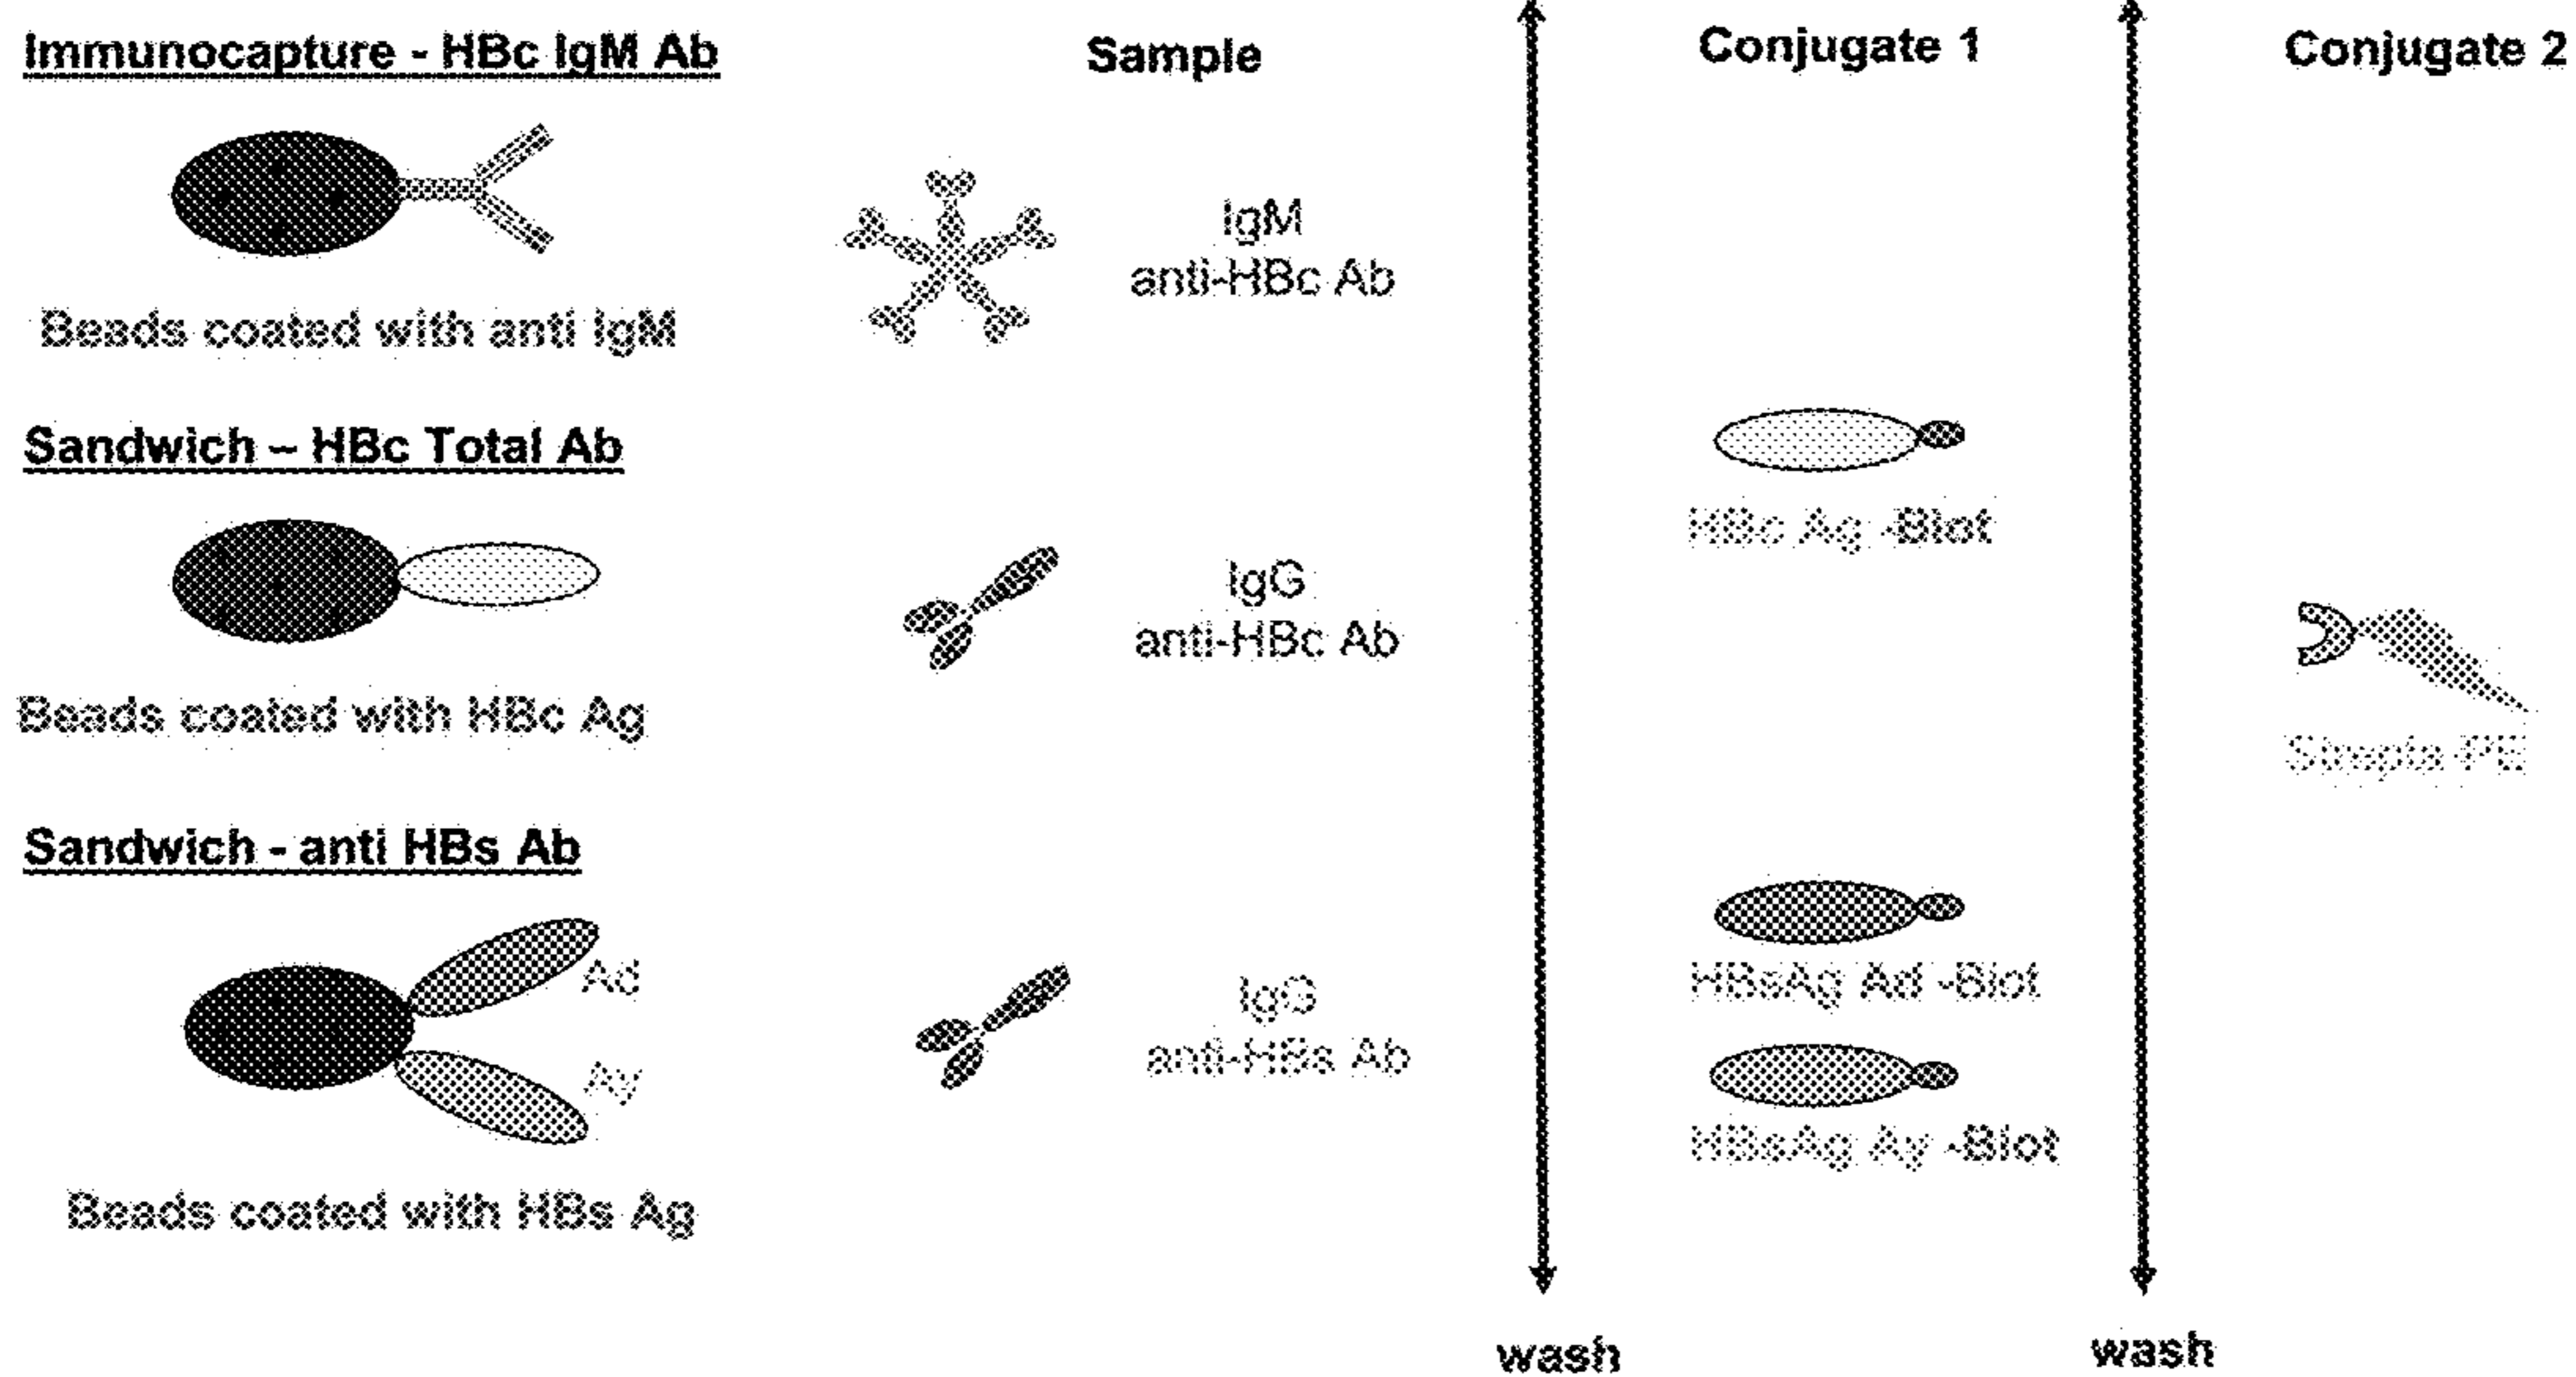 Immunocapture - HBc IgM Ab
Sample
Conjugate 1
Conjugate 2
IgM
anti-HBc Ab
Beads coated with anti IgM
Sandwich – HBc Total Ab
HBc Ag -Biot
IgG
anti-HBc Ab
Beads coated with HBc Ag
Strepta-PE
Sandwich - anti HBs Ab
Ad
Ay
IgG
anti-HBs Ab
HBsAg Ad -Biot
HBsAg Ay -Biot
Beads coated with HBs Ag
wash
wash